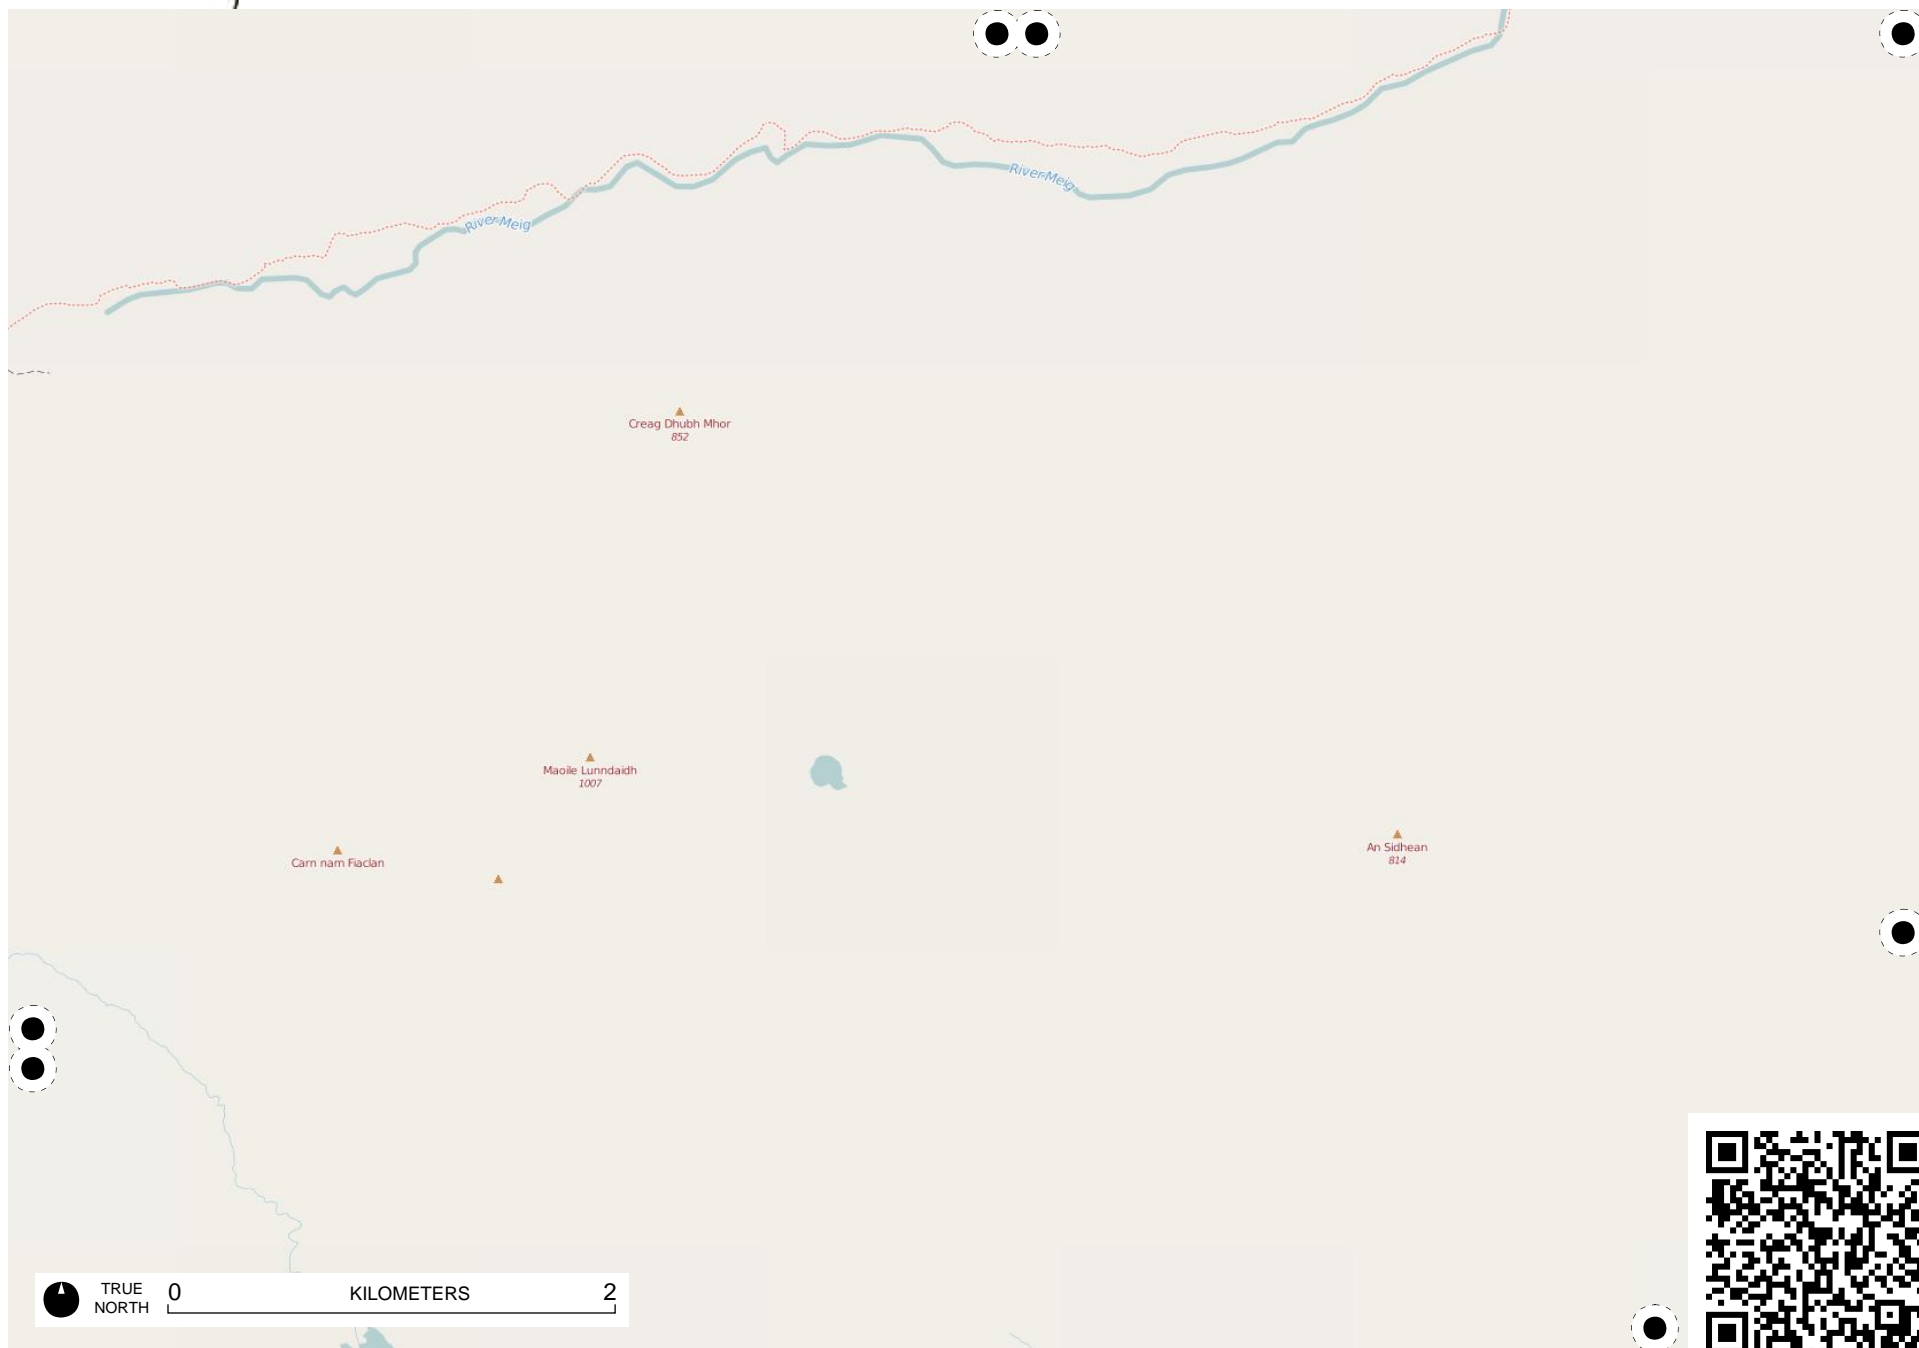 River Meig
River Meig
Creag Dhubh Mhor
852
Maoile Lunndaidh
1007
An Sidhean
814
Carn nam Fiaclan
TRUE
NORTH
0 KILOMETERS 2